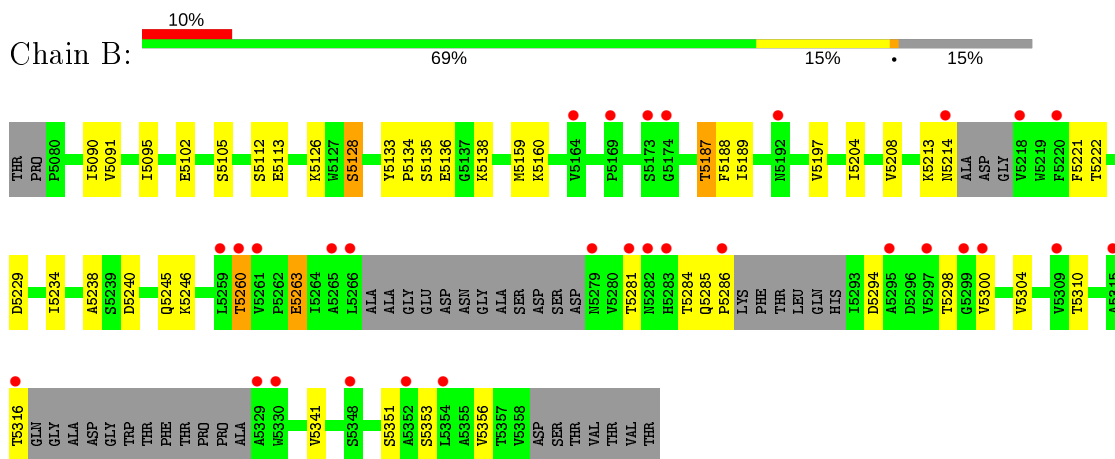 10%
Chain B:
69% 15% • 15%
THR PRO P5080 I5090 V5091 I5095 E5102 S5105 S5112 E5113 K5126 W5127 S5128 Y5133 P5134 S5135 E5136 G5137 K5138 M5159 K5160 V5164 P5169 S5173 G5174 T5187 F5188 I5189 N5192 V5197 I5204 V5208 K5213 N5214 ALA ASP GLY V5218 W5219 F5220 F5221 T5222
D5229 I5234 A5238 S5239 D5240 Q5245 K5246 L5259 T5260 V5261 P5262 E5263 I5264 A5265 L5266 ALA ALA GLY GLU ASP ASN GLY ALA SER ASP SER ASP N5279 V5280 T5281 N5282 H5283 T5284 Q5285 P5286 LYS PHE THR LEU GLN HIS I5293 D5294 A5295 D5296 V5297 T5298 G5299 V5300 V5304 V5309 T5310 A5315
T5316 GLN GLY ALA ASP GLY TRP THR PHE THR PRO PRO ALA A5329 W5330 V5341 S5348 S5351 A5352 S5353 L5354 A5355 V5356 T5357 V5358 ASP SER THR VAL THR VAL THR